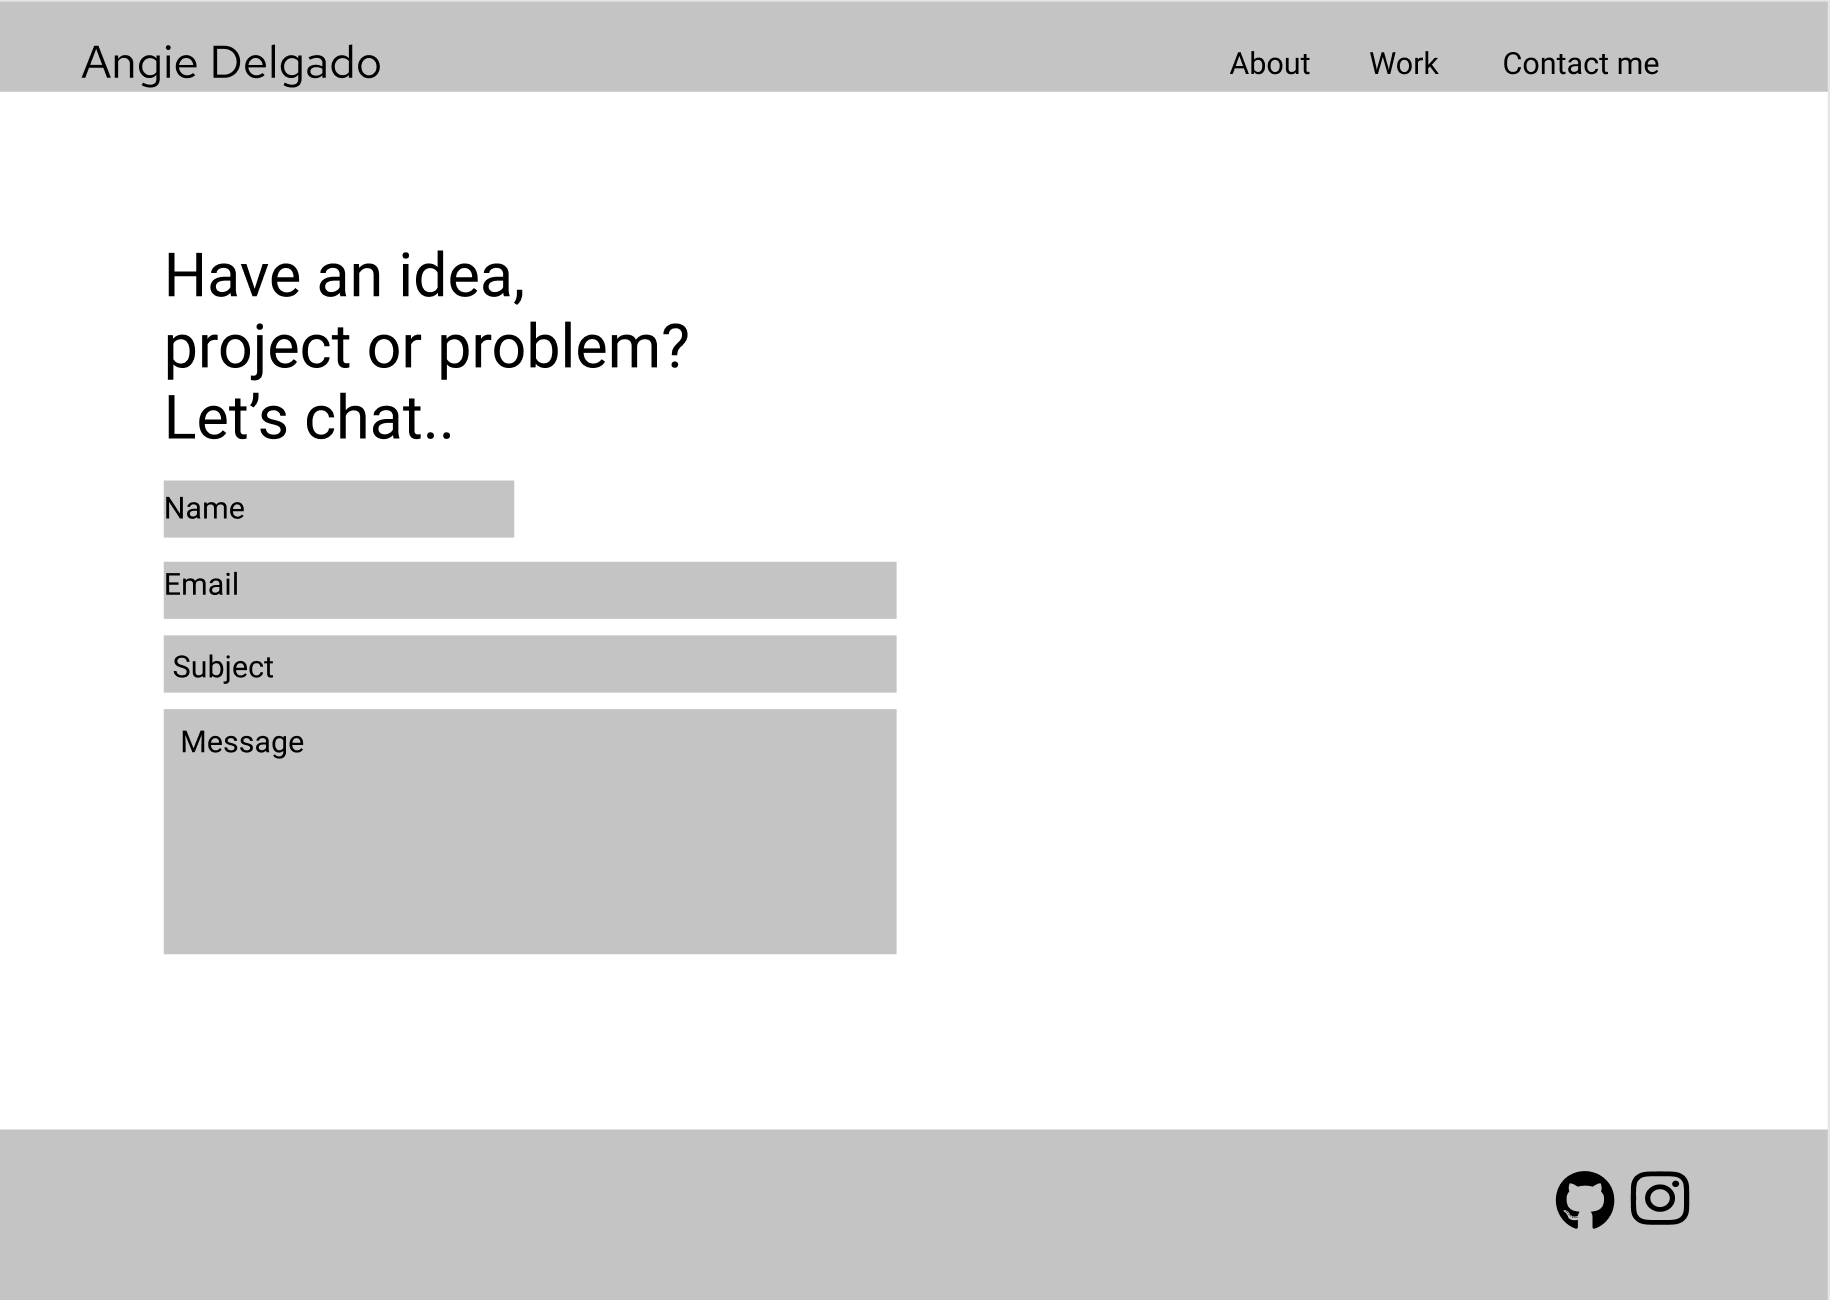 Angie Delgado
About Work Contact me
Have an idea,
project or problem?
Let’s chat..
Name
Email
Subject
Message